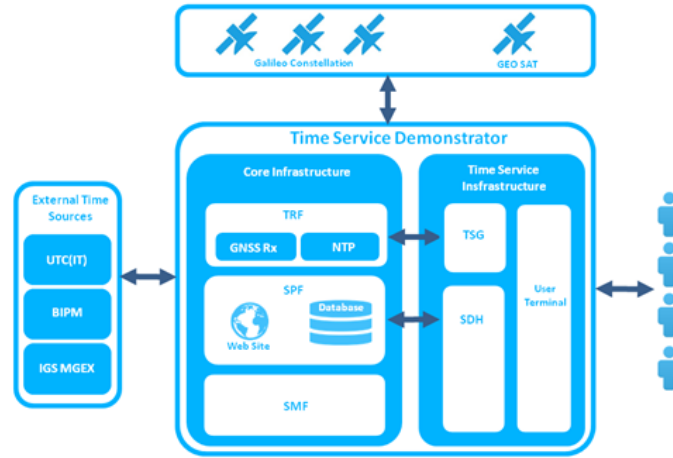 Galileo Constellation
GEO SAT
Time Service Demonstrator
External Time
Sources
UTC(IT)
BIPM
IGS MGEX
Core Infrastructure
TRF
GNSS Rx
NTP
SPF
Web Site
Database
SMF
Time Service
Insfrastructure
TSG
SDH
User
Terminal